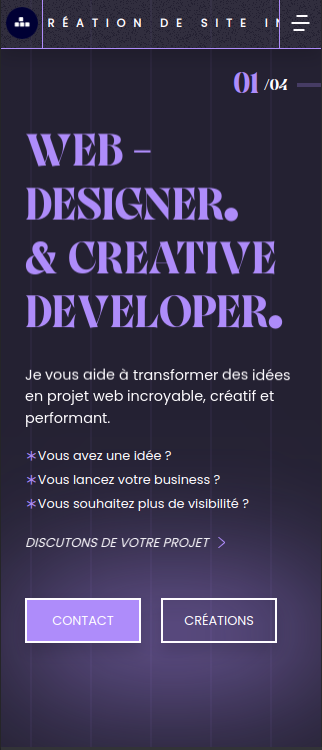 RÉATION DE SITE I
01 /04
WEB –
DESIGNER.
& CREATIVE
DEVELOPER.
Je vous aide à transformer des idées
en projet web incroyable, créatif et
performant.
∗Vous avez une idée ?
∗Vous lancez votre business ?
∗Vous souhaitez plus de visibilité ?
DISCUTONS DE VOTRE PROJET >
CONTACT
CRÉATIONS